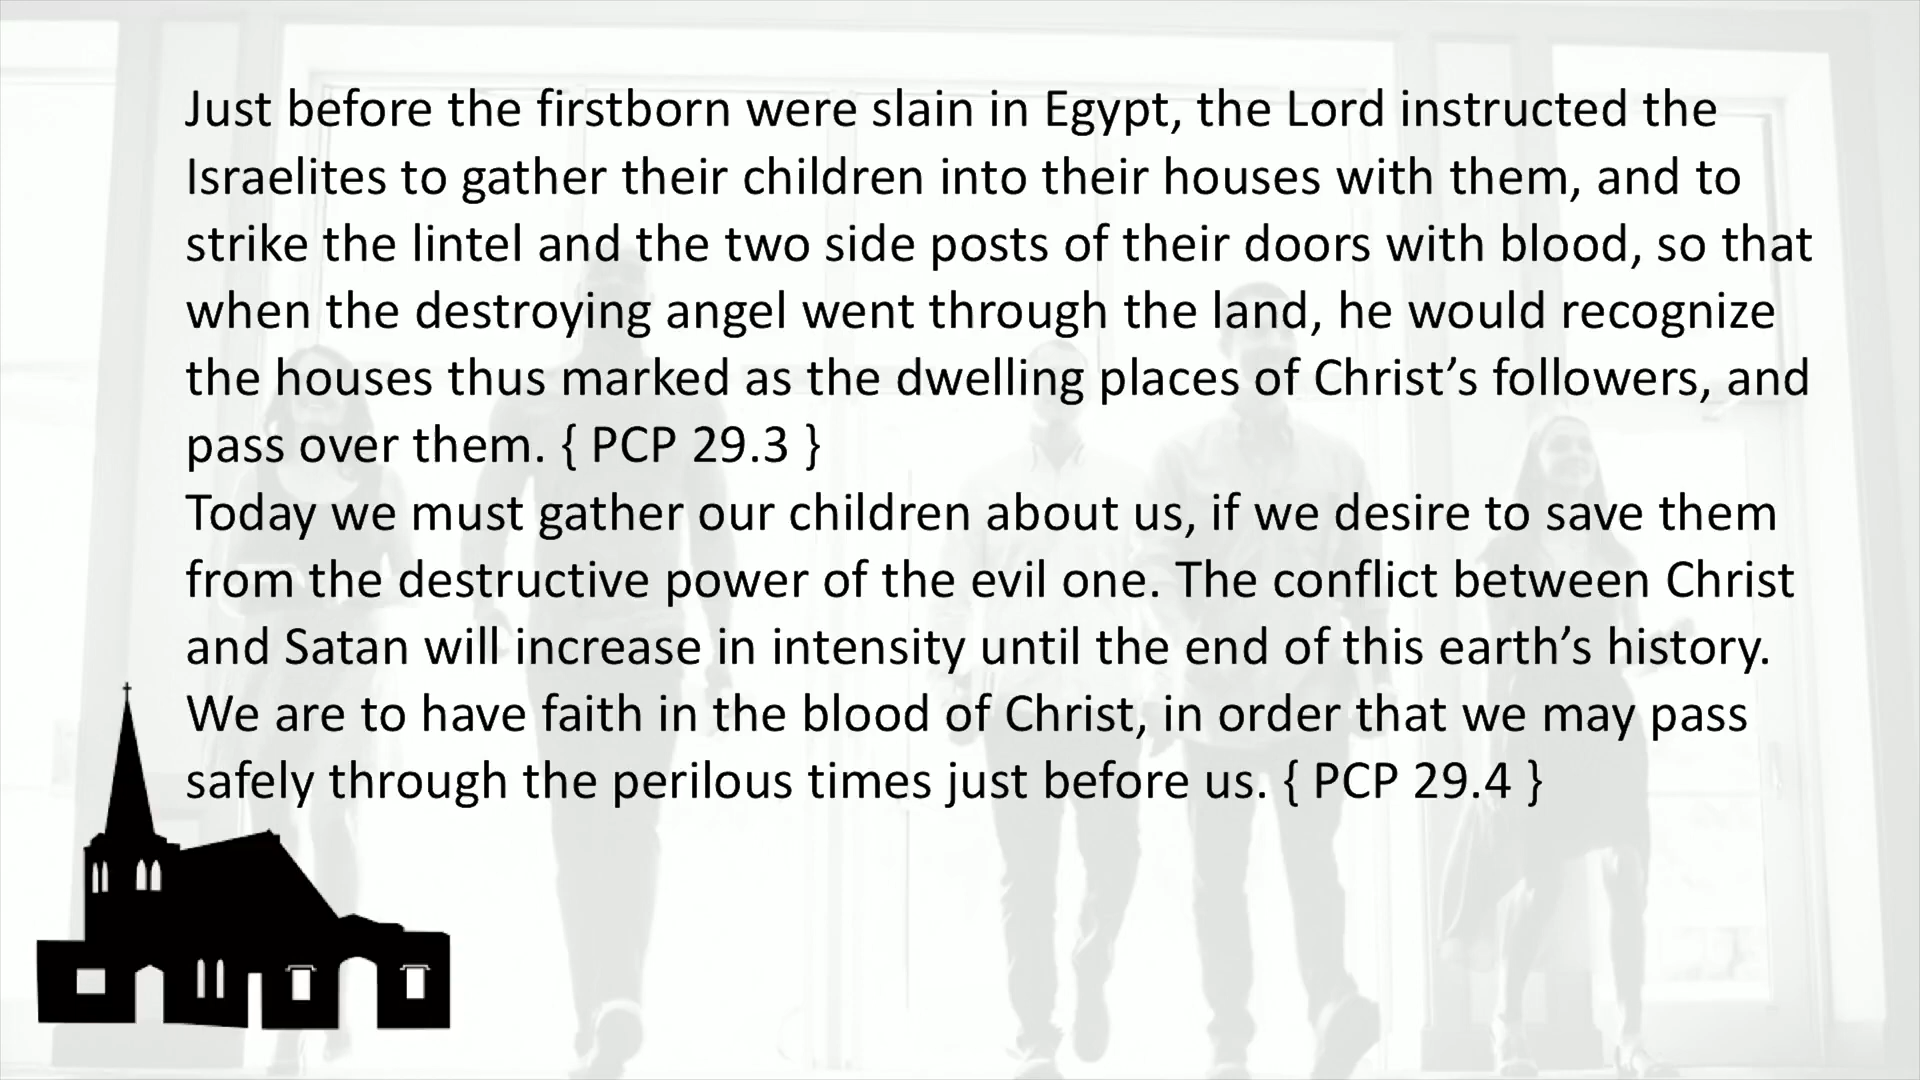 Just before the firstborn were slain in Egypt, the Lord instructed the
Israelites to gather their children into their houses with them, and to
strike the lintel and the two side posts of their doors with blood, so that
when the destroying angel went through the land, he would recognize
the houses thus marked as the dwelling places of Christ’s followers, and
pass over them. { PCP 29.3 }
Today we must gather our children about us, if we desire to save them
from the destructive power of the evil one. The conflict between Christ
and Satan will increase in intensity until the end of this earth’s history.
We are to have faith in the blood of Christ, in order that we may pass
safely through the perilous times just before us. { PCP 29.4 }